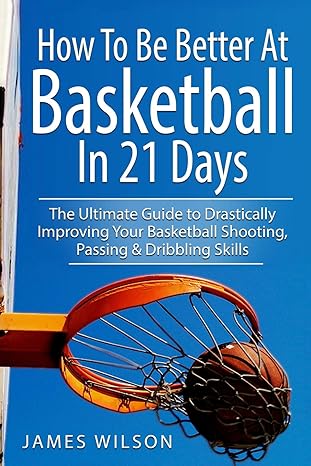 How To Be Better At
Basketball
In 21 Days
The Ultimate Guide to Drastically
Improving Your Basketball Shooting,
Passing & Dribbling Skills
JAMES WILSON